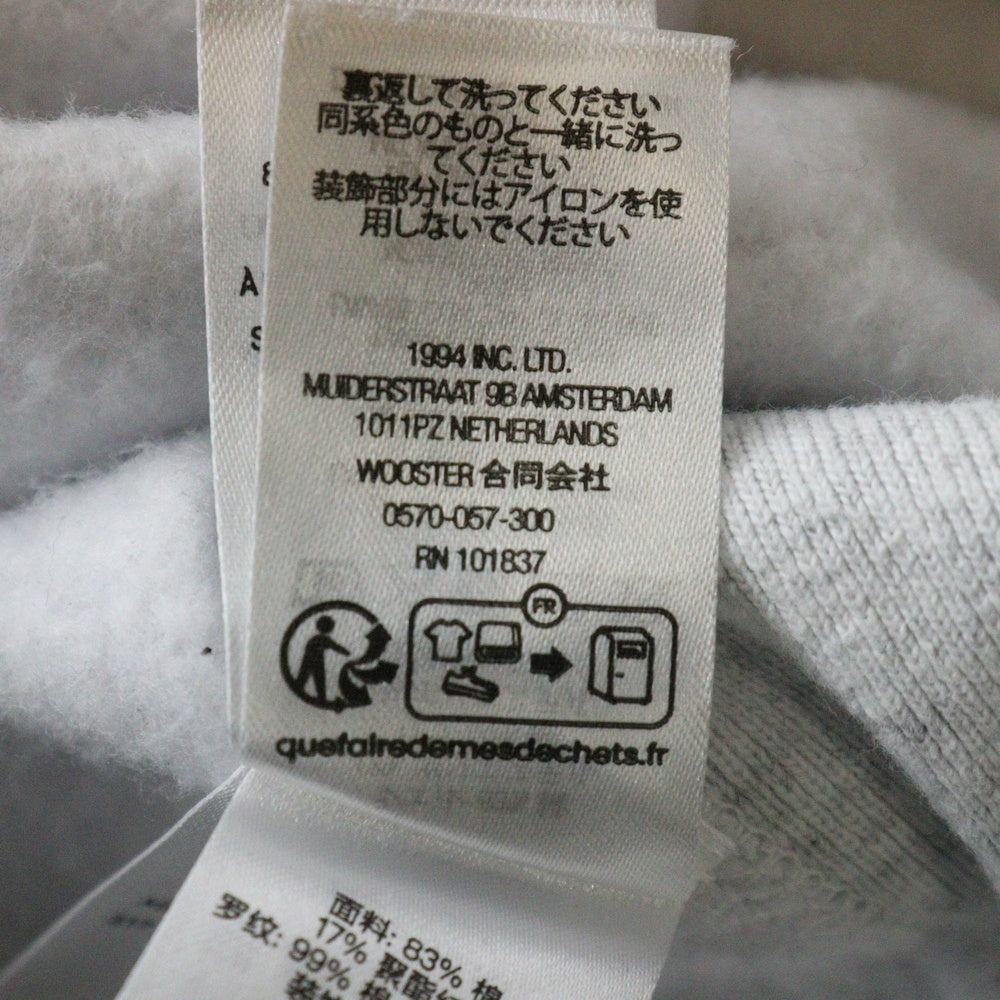 裏返して洗ってください
同系色のものと一緒に洗っ
てください
装飾部分にはアイロンを使
用しないでください
1994 INC. LTD.
MUIDERSTRAAT 9B AMSTERDAM
1011PZ NETHERLANDS
WOOSTER 合同会社
0570-057-300
RN 101837
FR
quefairedemesdechets.fr
面料: 83% 棉
17% 聚酯纤
罗纹: 99% 棉
A
S